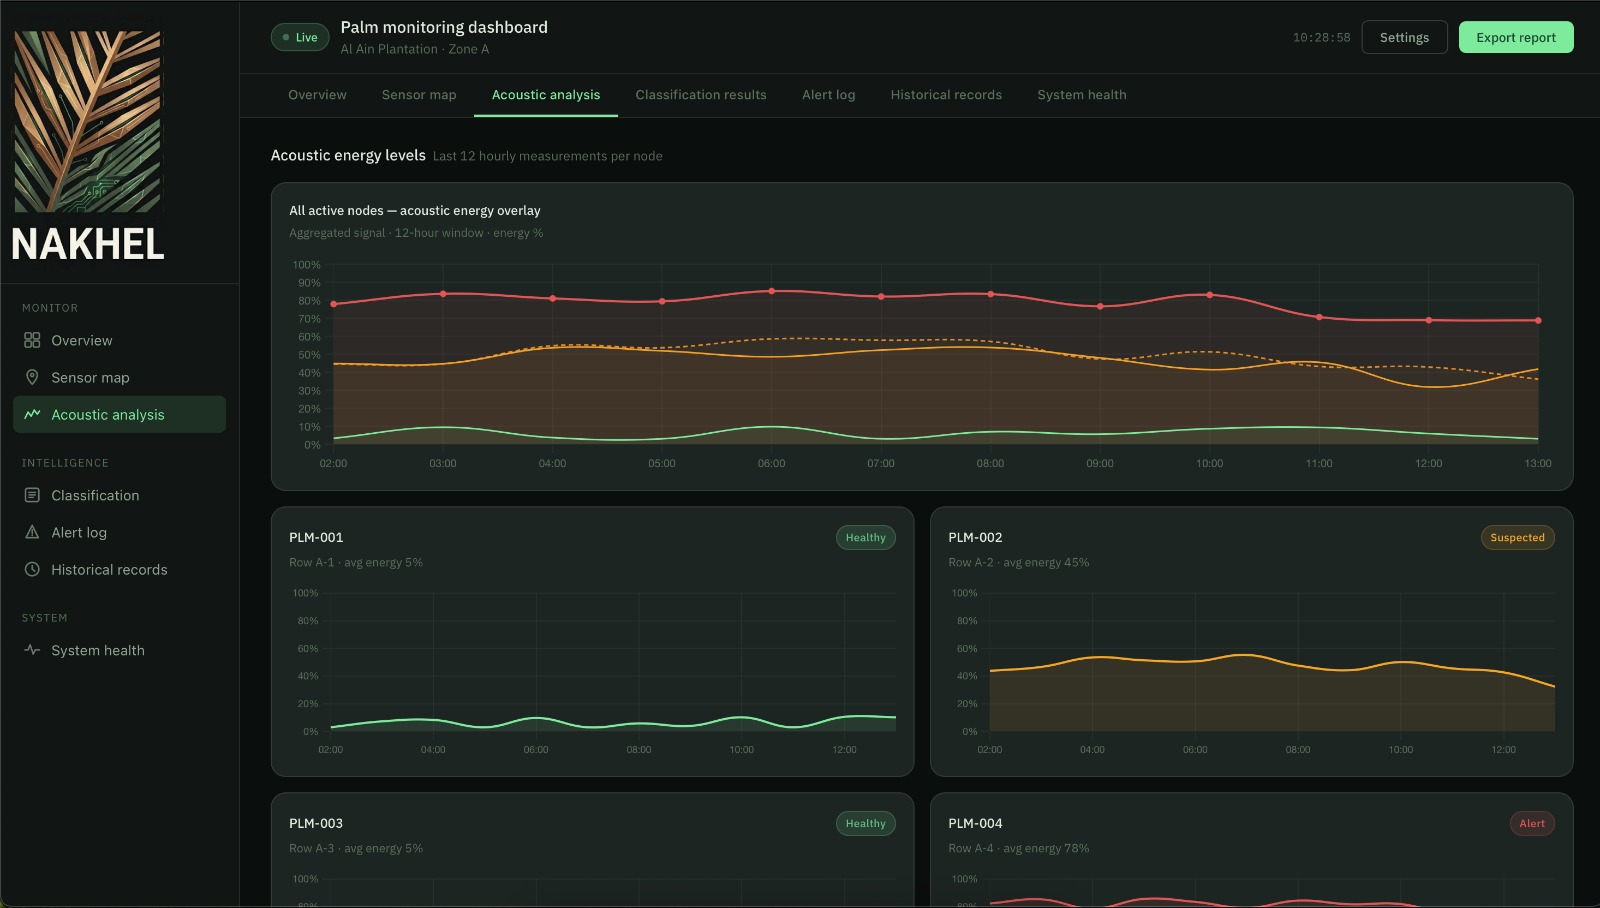 NAKHEL
MONITOR
Overview
Sensor map
Acoustic analysis
INTELLIGENCE
Classification
Alert log
Historical records
SYSTEM
System health
Live
Palm monitoring dashboard
Al Ain Plantation · Zone A
10:28:58
Settings
Export report
Overview Sensor map Acoustic analysis Classification results Alert log Historical records System health
Acoustic energy levels Last 12 hourly measurements per node
All active nodes — acoustic energy overlay
Aggregated signal · 12-hour window · energy %
100%
90%
80%
70%
60%
50%
40%
30%
20%
10%
0%
02:00 03:00 04:00 05:00 06:00 07:00 08:00 09:00 10:00 11:00 12:00 13:00
PLM-001 Healthy
Row A-1 · avg energy 5%
100%
80%
60%
40%
20%
0%
02:00 04:00 06:00 08:00 10:00 12:00
PLM-002 Suspected
Row A-2 · avg energy 45%
100%
80%
60%
40%
20%
0%
02:00 04:00 06:00 08:00 10:00 12:00
PLM-003 Healthy
Row A-3 · avg energy 5%
100%
80%
PLM-004 Alert
Row A-4 · avg energy 78%
100%
80%